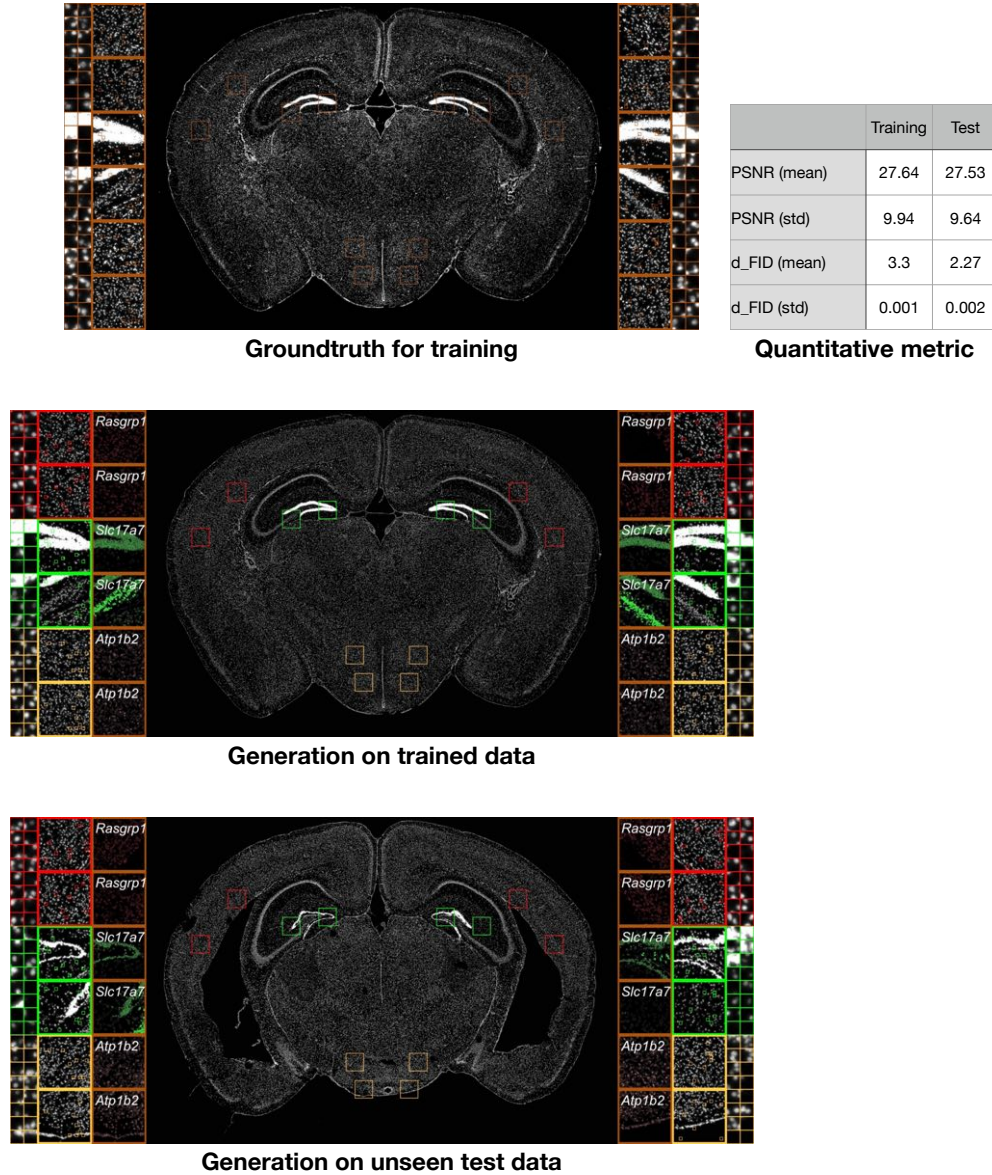 Training Test
PSNR (mean) 27.64 27.53
PSNR (std) 9.94 9.64
d_FID (mean) 3.3 2.27
d_FID (std) 0.001 0.002
Groundtruth for training
Quantitative metric
Rasgrp1 Rasgrp1
Rasgrp1 Rasgrp1
Slc17a7 Slc17a7
Slc17a7 Slc17a7
Atp1b2 Atp1b2
Atp1b2 Atp1b2
Generation on trained data
Rasgrp1 Rasgrp1
Rasgrp1 Rasgrp1
Slc17a7 Slc17a7
Slc17a7 Slc17a7
Atp1b2 Atp1b2
Atp1b2 Atp1b2
Generation on unseen test data